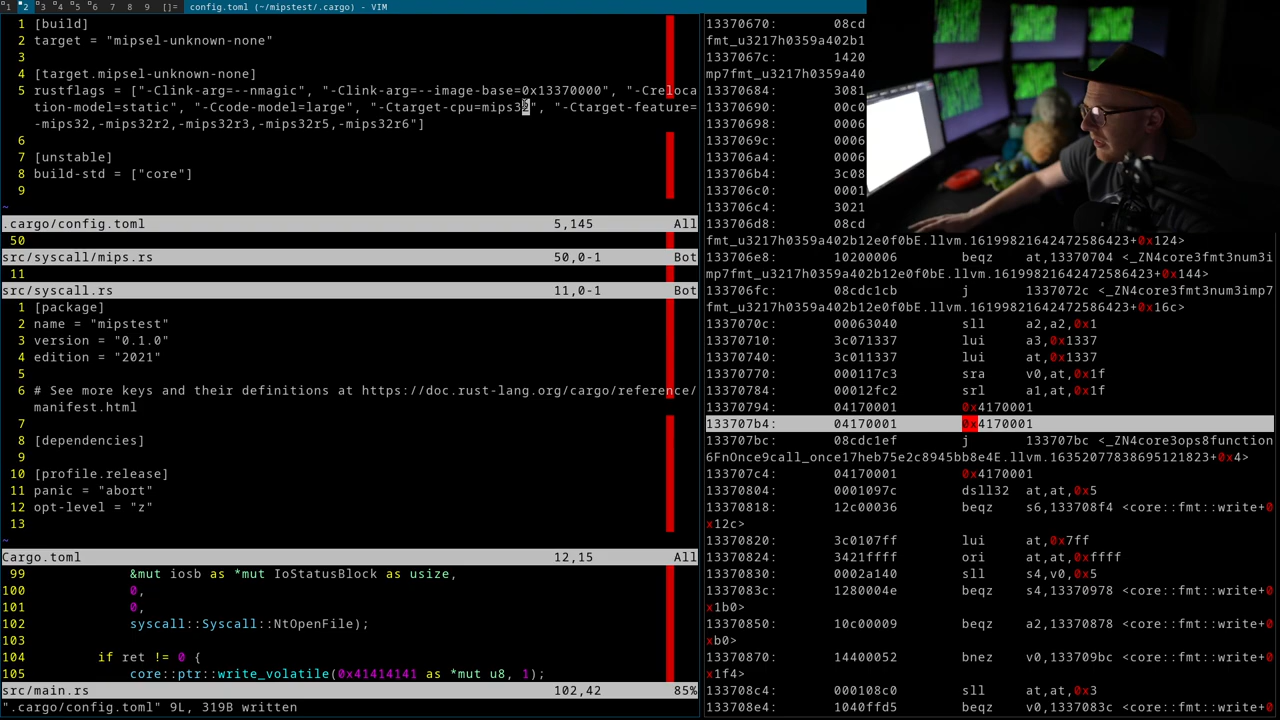 1 2 3 4 5 6 7 8 9 []= config.toml (~/mipstest/.cargo) - VIM
1 [build]
2 target = "mipsel-unknown-none"
3
4 [target.mipsel-unknown-none]
5 rustflags = ["-Clink-arg=--nmagic", "-Clink-arg=--image-base=0x13370000", "-Creloca
tion-model=static", "-Ccode-model=large", "-Ctarget-cpu=mips32", "-Ctarget-feature=
-mips32,-mips32r2,-mips32r3,-mips32r5,-mips32r6"]
6
7 [unstable]
8 build-std = ["core"]
9
~
.cargo/config.toml 5,145 All
50
src/syscall/mips.rs 50,0-1 Bot
11
src/syscall.rs 11,0-1 Bot
1 [package]
2 name = "mipstest"
3 version = "0.1.0"
4 edition = "2021"
5
6 # See more keys and their definitions at https://doc.rust-lang.org/cargo/reference/
manifest.html
7
8 [dependencies]
9
10 [profile.release]
11 panic = "abort"
12 opt-level = "z"
13
~
Cargo.toml 12,15 All
99 &mut iosb as *mut IoStatusBlock as usize,
100 0,
101 0,
102 syscall::Syscall::NtOpenFile);
103
104 if ret != 0 {
105 core::ptr::write_volatile(0x41414141 as *mut u8, 1);
src/main.rs 102,42 85%
".cargo/config.toml" 9L, 319B written
13370670: 08cd
fmt_u3217h0359a402b1
1337067c: 1420
mp7fmt_u3217h0359a40
13370684: 3081
13370690: 00c0
13370698: 0006
1337069c: 0006
133706a4: 0006
133706b4: 3c08
133706c0: 0001
133706c4: 3021
133706d8: 08cd
fmt_u3217h0359a402b12e0f0bE.llvm.16199821642472586423+0x124>
133706e8: 10200006 beqz at,13370704 <_ZN4core3fmt3num3i
mp7fmt_u3217h0359a402b12e0f0bE.llvm.16199821642472586423+0x144>
133706fc: 08cdc1cb j 1337072c <_ZN4core3fmt3num3imp7
fmt_u3217h0359a402b12e0f0bE.llvm.16199821642472586423+0x16c>
1337070c: 00063040 sll a2,a2,0x1
13370710: 3c071337 lui a3,0x1337
13370740: 3c011337 lui at,0x1337
13370770: 000117c3 sra v0,at,0x1f
13370784: 00012fc2 srl a1,at,0x1f
13370794: 04170001 0x4170001
133707b4: 04170001 0x4170001
133707bc: 08cdc1ef j 133707bc <_ZN4core3ops8function
6FnOnce9call_once17heb75e2c8945bb8e4E.llvm.16352077838695121823+0x4>
133707c4: 04170001 0x4170001
13370804: 0001097c dsll32 at,at,0x5
13370818: 12c00036 beqz s6,133708f4 <core::fmt::write+0
x12c>
13370820: 3c0107ff lui at,0x7ff
13370824: 3421ffff ori at,at,0xffff
13370830: 0002a140 sll s4,v0,0x5
1337083c: 1280004e beqz s4,13370978 <core::fmt::write+0
x1b0>
13370850: 10c00009 beqz a2,13370878 <core::fmt::write+0
xb0>
13370870: 14400052 bnez v0,133709bc <core::fmt::write+0
x1f4>
133708c4: 000108c0 sll at,at,0x3
133708e4: 1040ffd5 beqz v0,1337083c <core::fmt::write+0